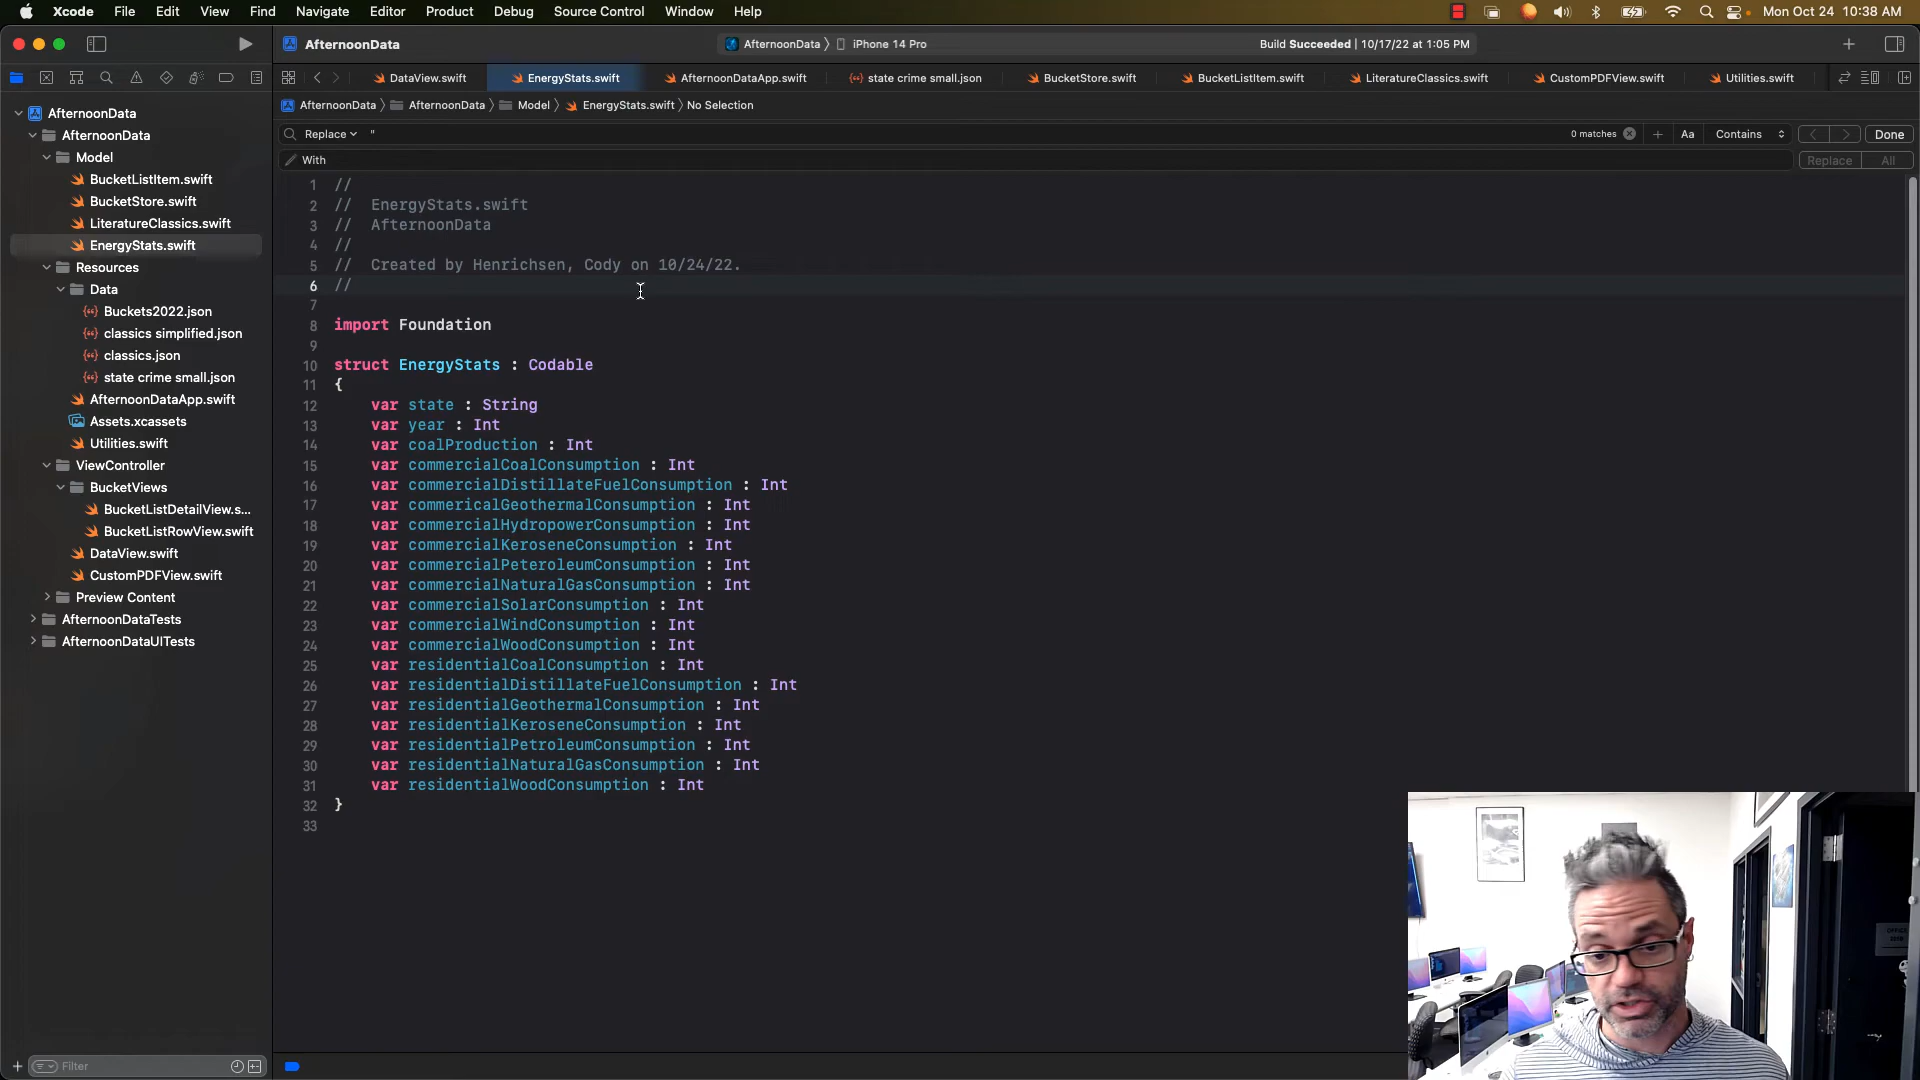 Xcode File Edit View Find Navigate Editor Product Debug Source Control Window Help Mon Oct 24 10:38 AM
AfternoonData AfternoonData iPhone 14 Pro Build Succeeded | 10/17/22 at 1:05 PM
DataView.swift EnergyStats.swift AfternoonDataApp.swift state crime small.json BucketStore.swift BucketListItem.swift LiteratureClassics.swift CustomPDFView.swift Utilities.swift
AfternoonData AfternoonData Model EnergyStats.swift No Selection
Replace " 0 matches Aa Contains Done
With Replace All
AfternoonData
AfternoonData
Model
BucketListItem.swift
BucketStore.swift
LiteratureClassics.swift
EnergyStats.swift
Resources
Data
Buckets2022.json
classics simplified.json
classics.json
state crime small.json
AfternoonDataApp.swift
Assets.xcassets
Utilities.swift
ViewController
BucketViews
BucketListDetailView.s...
BucketListRowView.swift
DataView.swift
CustomPDFView.swift
Preview Content
AfternoonDataTests
AfternoonDataUITests
Filter
1 //
2 // EnergyStats.swift
3 // AfternoonData
4 //
5 // Created by Henrichsen, Cody on 10/24/22.
6 //
7
8 import Foundation
9
10 struct EnergyStats : Codable
11 {
12 var state : String
13 var year : Int
14 var coalProduction : Int
15 var commercialCoalConsumption : Int
16 var commercialDistillateFuelConsumption : Int
17 var commericalGeothermalConsumption : Int
18 var commercialHydropowerConsumption : Int
19 var commercialKeroseneConsumption : Int
20 var commercialPeteroleumConsumption : Int
21 var commercialNaturalGasConsumption : Int
22 var commercialSolarConsumption : Int
23 var commercialWindConsumption : Int
24 var commercialWoodConsumption : Int
25 var residentialCoalConsumption : Int
26 var residentialDistillateFuelConsumption : Int
27 var residentialGeothermalConsumption : Int
28 var residentialKeroseneConsumption : Int
29 var residentialPetroleumConsumption : Int
30 var residentialNaturalGasConsumption : Int
31 var residentialWoodConsumption : Int
32 }
33